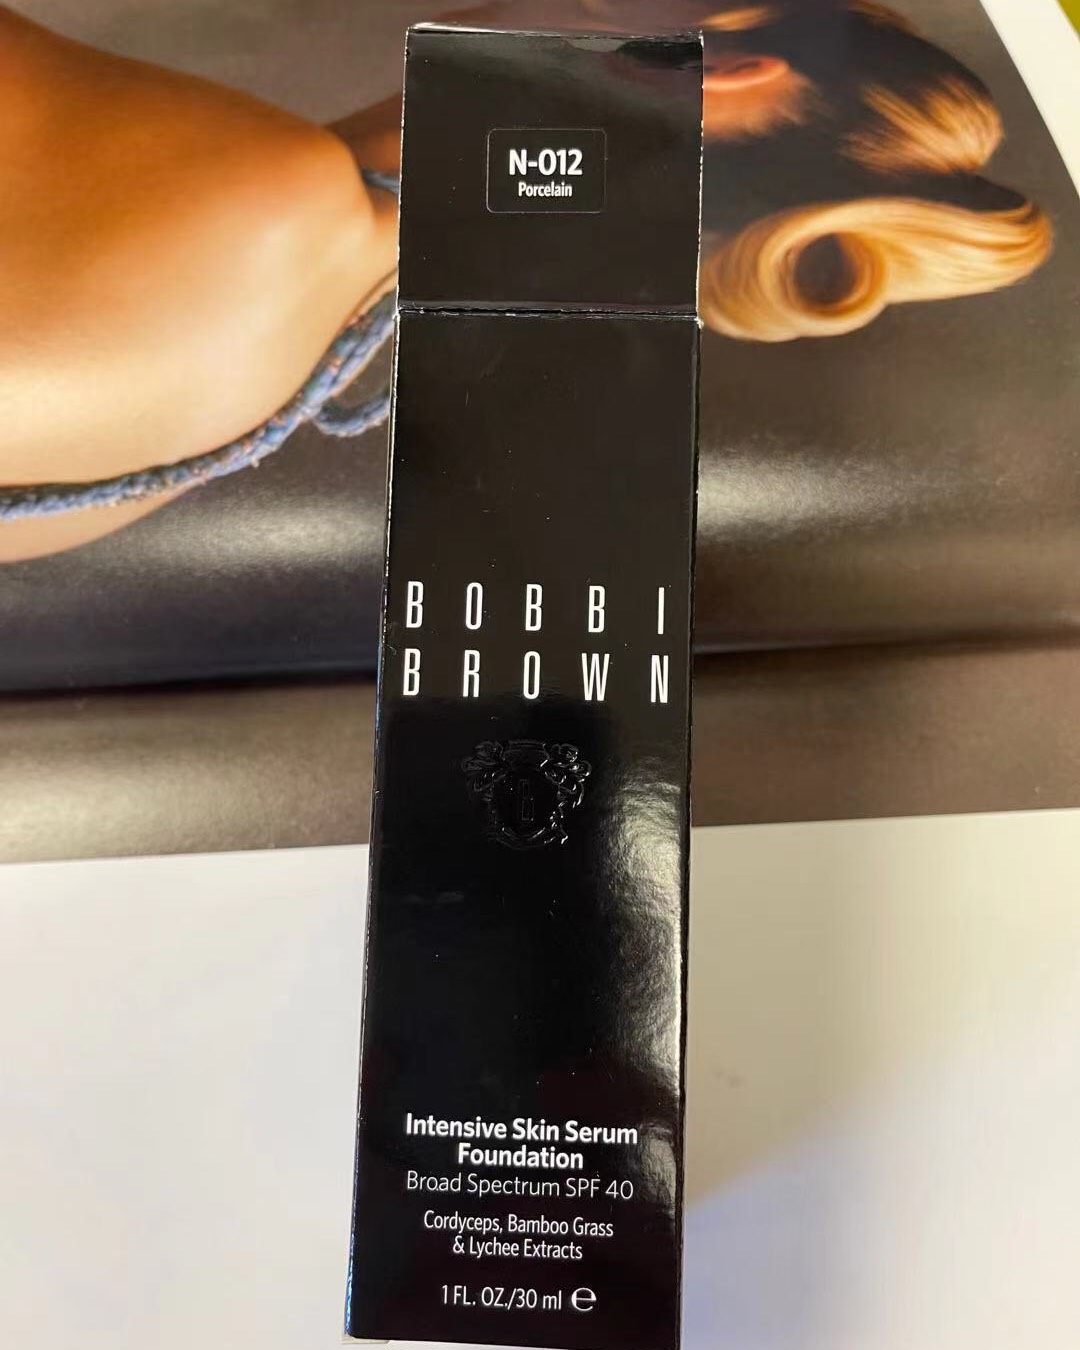 N-012
Porcelain
BOBBI
BROWN
Intensive Skin Serum
Foundation
Broad Spectrum SPF 40
Cordyceps, Bamboo Grass
& Lychee Extracts
1 FL. OZ./30 ml ℮